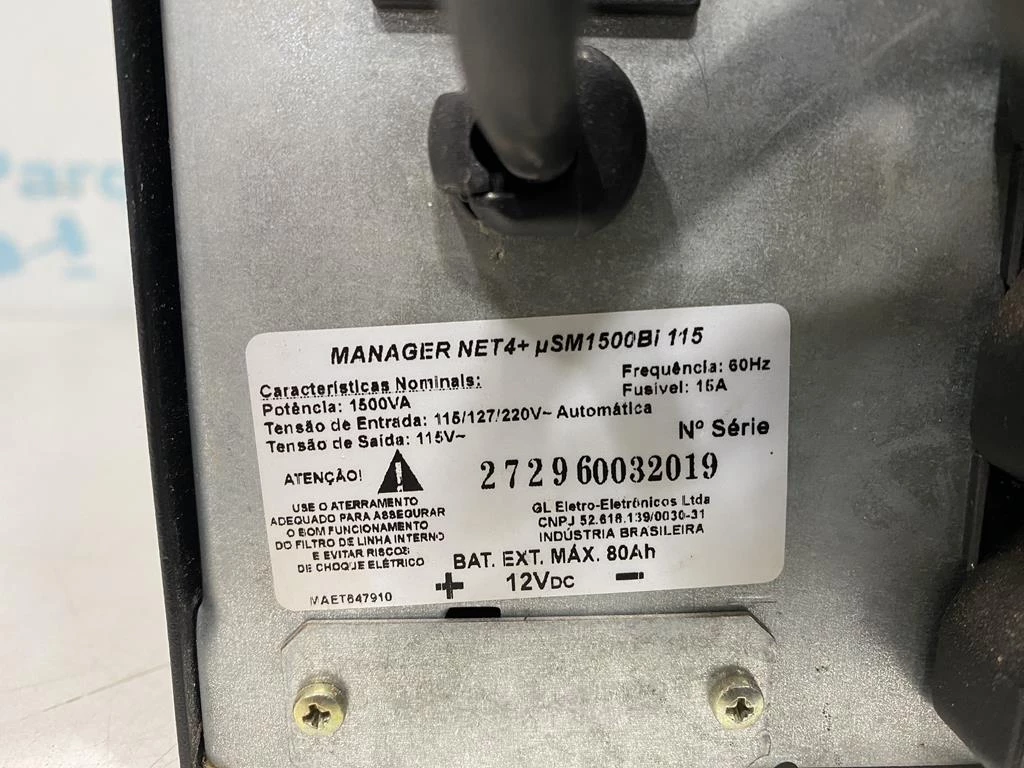 Parc
MANAGER NET4+ µSM1500Bi 115
Características Nominais:
Frequência: 60Hz
Potência: 1500VA
Fusível: 15A
Tensão de Entrada: 115/127/220V~ Automática
Tensão de Saída: 115V~
Nº Série
ATENÇÃO!
272960032019
USE O ATERRAMENTO
ADEQUADO PARA ASSEGURAR
O BOM FUNCIONAMENTO
DO FILTRO DE LINHA INTERNO
E EVITAR RISCOS
DE CHOQUE ELÉTRICO
GL Eletro-Eletrônicos Ltda
CNPJ 52.618.139/0030-31
INDÚSTRIA BRASILEIRA
BAT. EXT. MÁX. 80Ah
+ 12VDC -
MAET647910